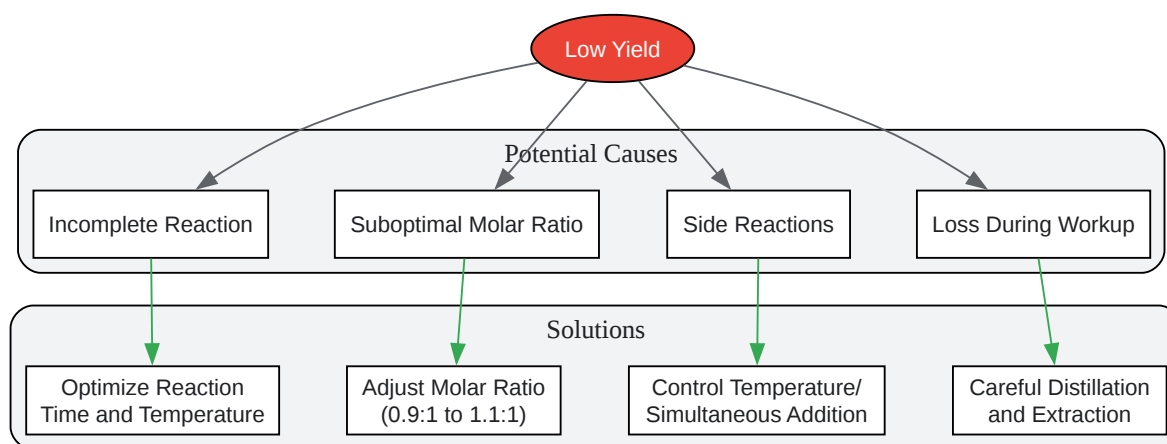 Low Yield
Potential Causes
Incomplete Reaction
Suboptimal Molar Ratio
Side Reactions
Loss During Workup
Solutions
Optimize Reaction
Time and Temperature
Adjust Molar Ratio
(0.9:1 to 1.1:1)
Control Temperature/
Simultaneous Addition
Careful Distillation
and Extraction